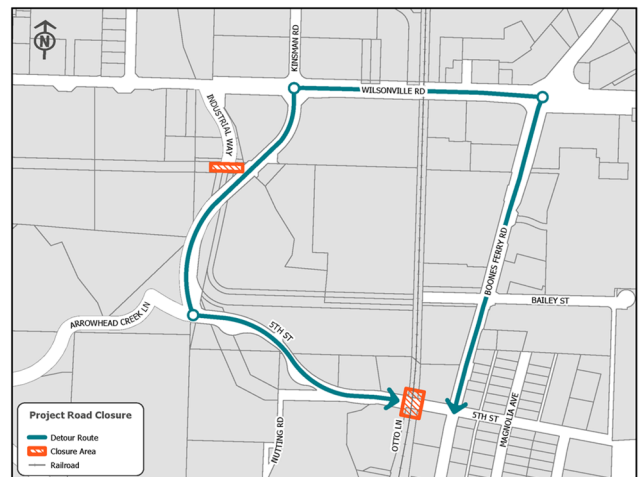 N
KINSMAN RD
WILSONVILLE RD
INDUSTRIAL WAY
BOONES FERRY RD
BAILEY ST
ARROWHEAD CREEK LN
5TH ST
5TH ST
MAGNOLIA AVE
OTTO LN
NUTTING RD
Project Road Closure
Detour Route
Closure Area
Railroad